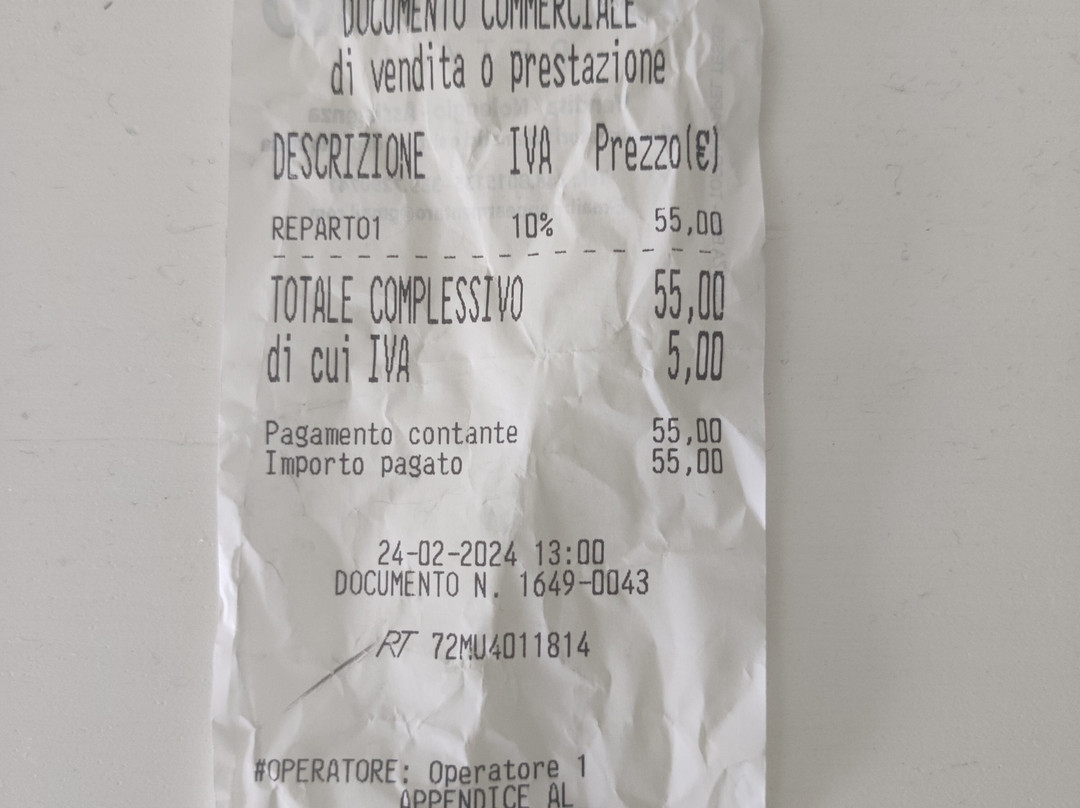 DOCUMENTO COMMERCIALE
di vendita o prestazione
DESCRIZIONE IVA Prezzo(€)
REPARTO1 10% 55,00
TOTALE COMPLESSIVO 55,00
di cui IVA 5,00
Pagamento contante 55,00
Importo pagato 55,00
24-02-2024 13:00
DOCUMENTO N. 1649-0043
RT 72MU4011814
#OPERATORE: Operatore 1
APPENDICE AL